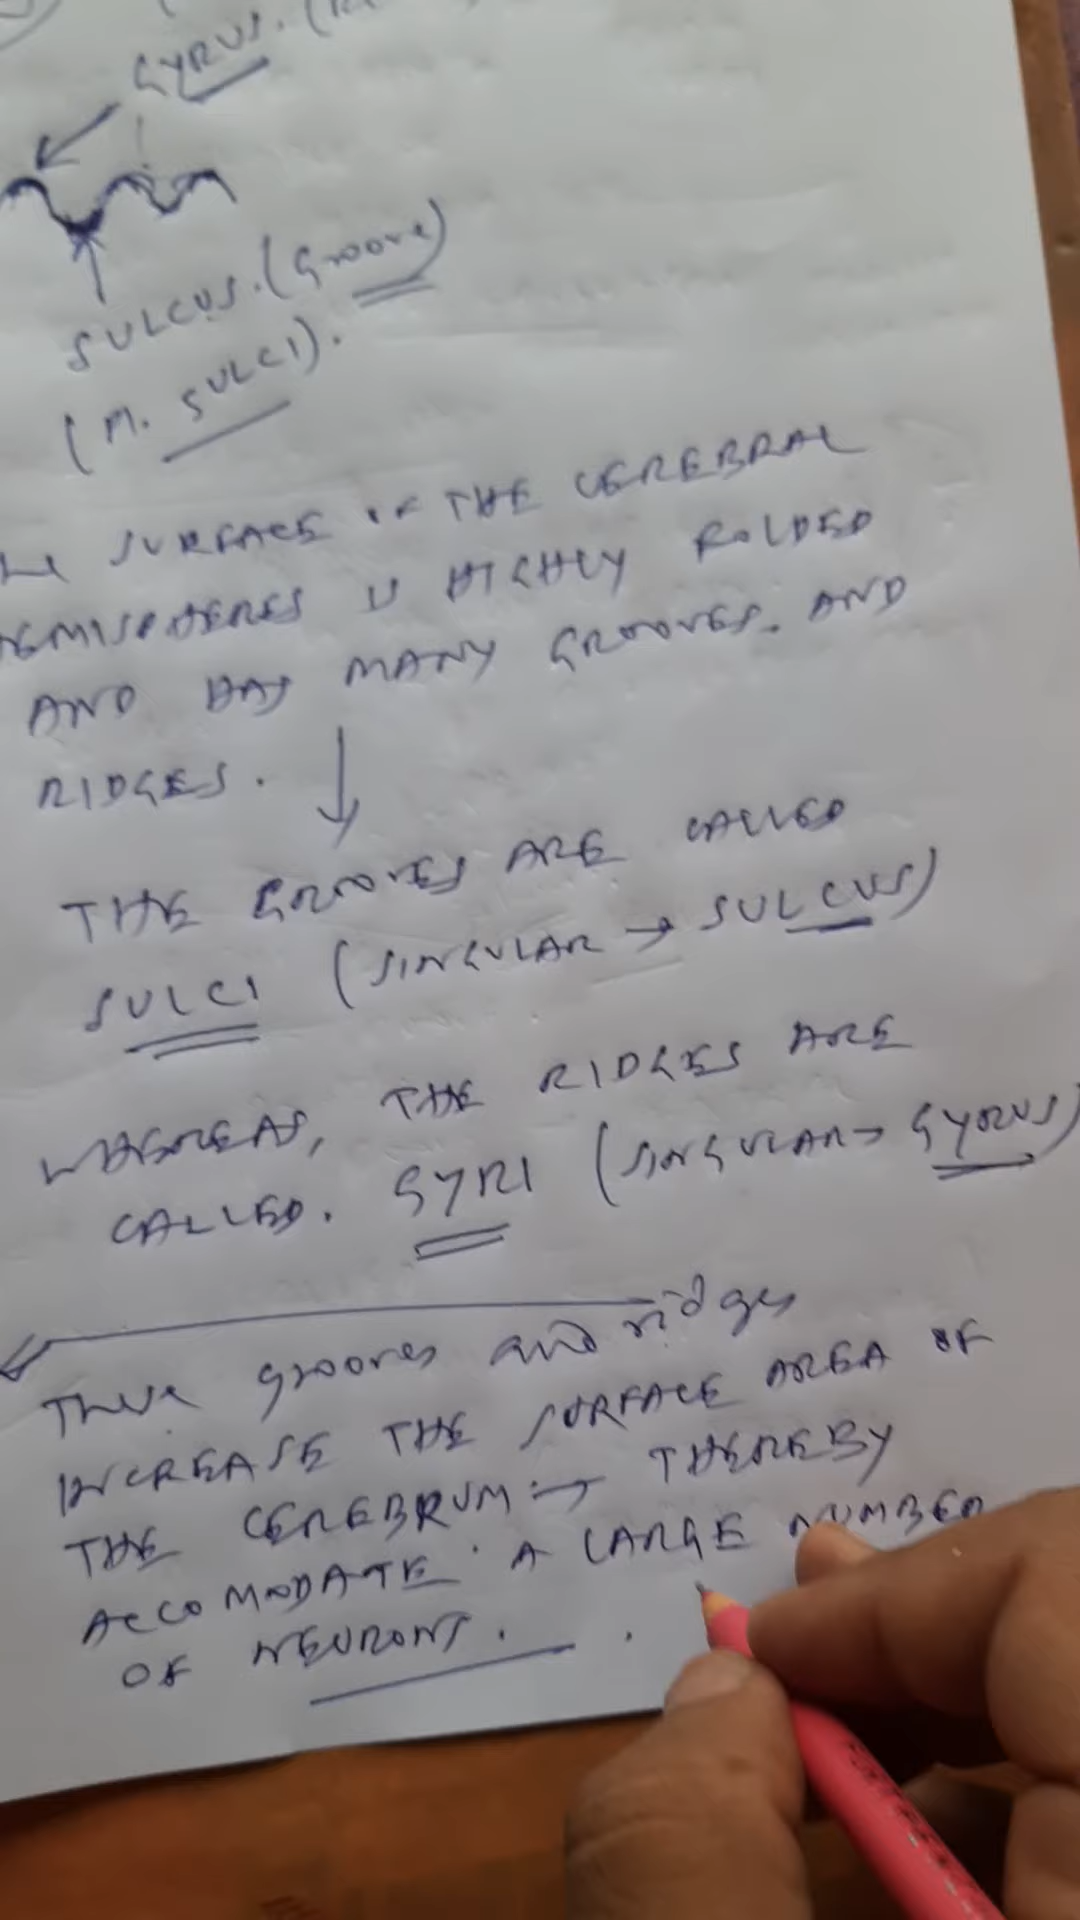 GYRUS. (
SULCUS. (Groove)
(M. SULCI).
SURFACE OF THE CEREBRAL
HEMISPHERES IS HIGHLY FOLDED
AND HAS MANY GROOVES. AND
RIDGES.
THE GROOVES ARE CALLED
SULCI (SINGULAR → SULCUS)
WHEREAS, THE RIDGES ARE
CALLED. GYRI (SINGULAR → GYRUS)
These grooves and ridges
INCREASE THE SURFACE AREA OF
THE CEREBRUM :→ THEREBY
ACCOMODATE A LARGE NUMBER
OF NEURONS.